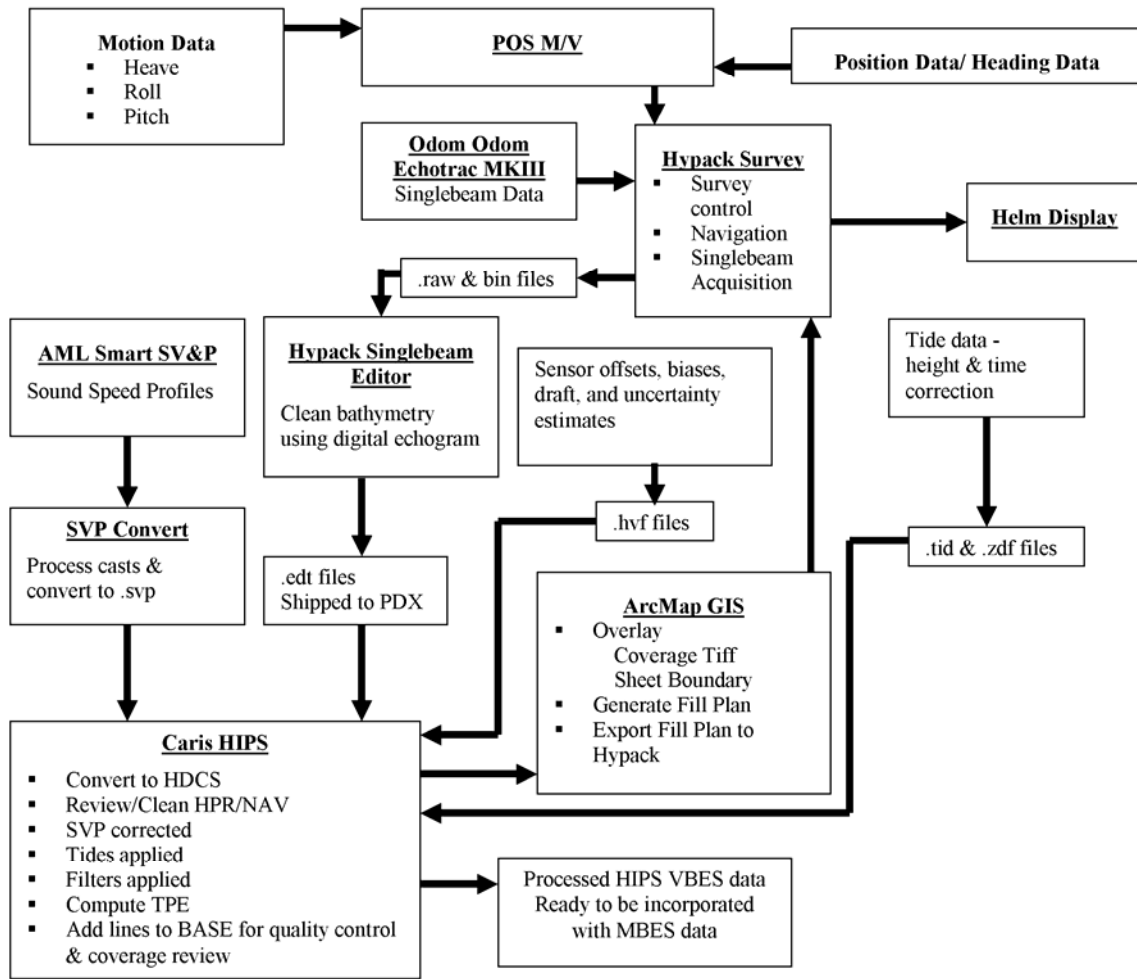 Motion Data
▪ Heave
▪ Roll
▪ Pitch
POS M/V
Position Data/ Heading Data
Odom Odom
Echotrac MKIII
Singlebeam Data
Hypack Survey
▪ Survey
control
▪ Navigation
▪ Singlebeam
Acquisition
Helm Display
.raw & bin files
AML Smart SV&P
Sound Speed Profiles
Hypack Singlebeam
Editor
Clean bathymetry
using digital echogram
Sensor offsets, biases,
draft, and uncertainty
estimates
Tide data -
height & time
correction
SVP Convert
Process casts &
convert to .svp
.edt files
Shipped to PDX
.hvf files
.tid & .zdf files
ArcMap GIS
▪ Overlay
Coverage Tiff
Sheet Boundary
▪ Generate Fill Plan
▪ Export Fill Plan to
Hypack
Caris HIPS
▪ Convert to HDCS
▪ Review/Clean HPR/NAV
▪ SVP corrected
▪ Tides applied
▪ Filters applied
▪ Compute TPE
▪ Add lines to BASE for quality control
& coverage review
Processed HIPS VBES data
Ready to be incorporated
with MBES data